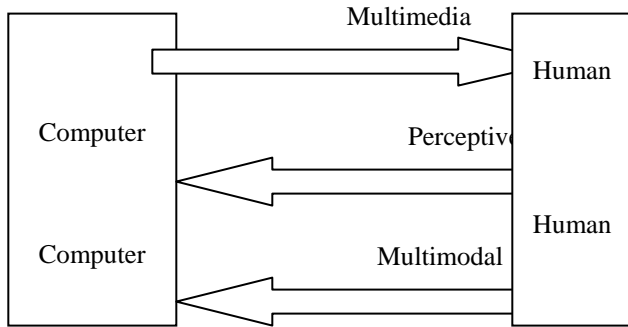 Multimedia
Human
Computer
Perceptive
Human
Computer
Multimodal